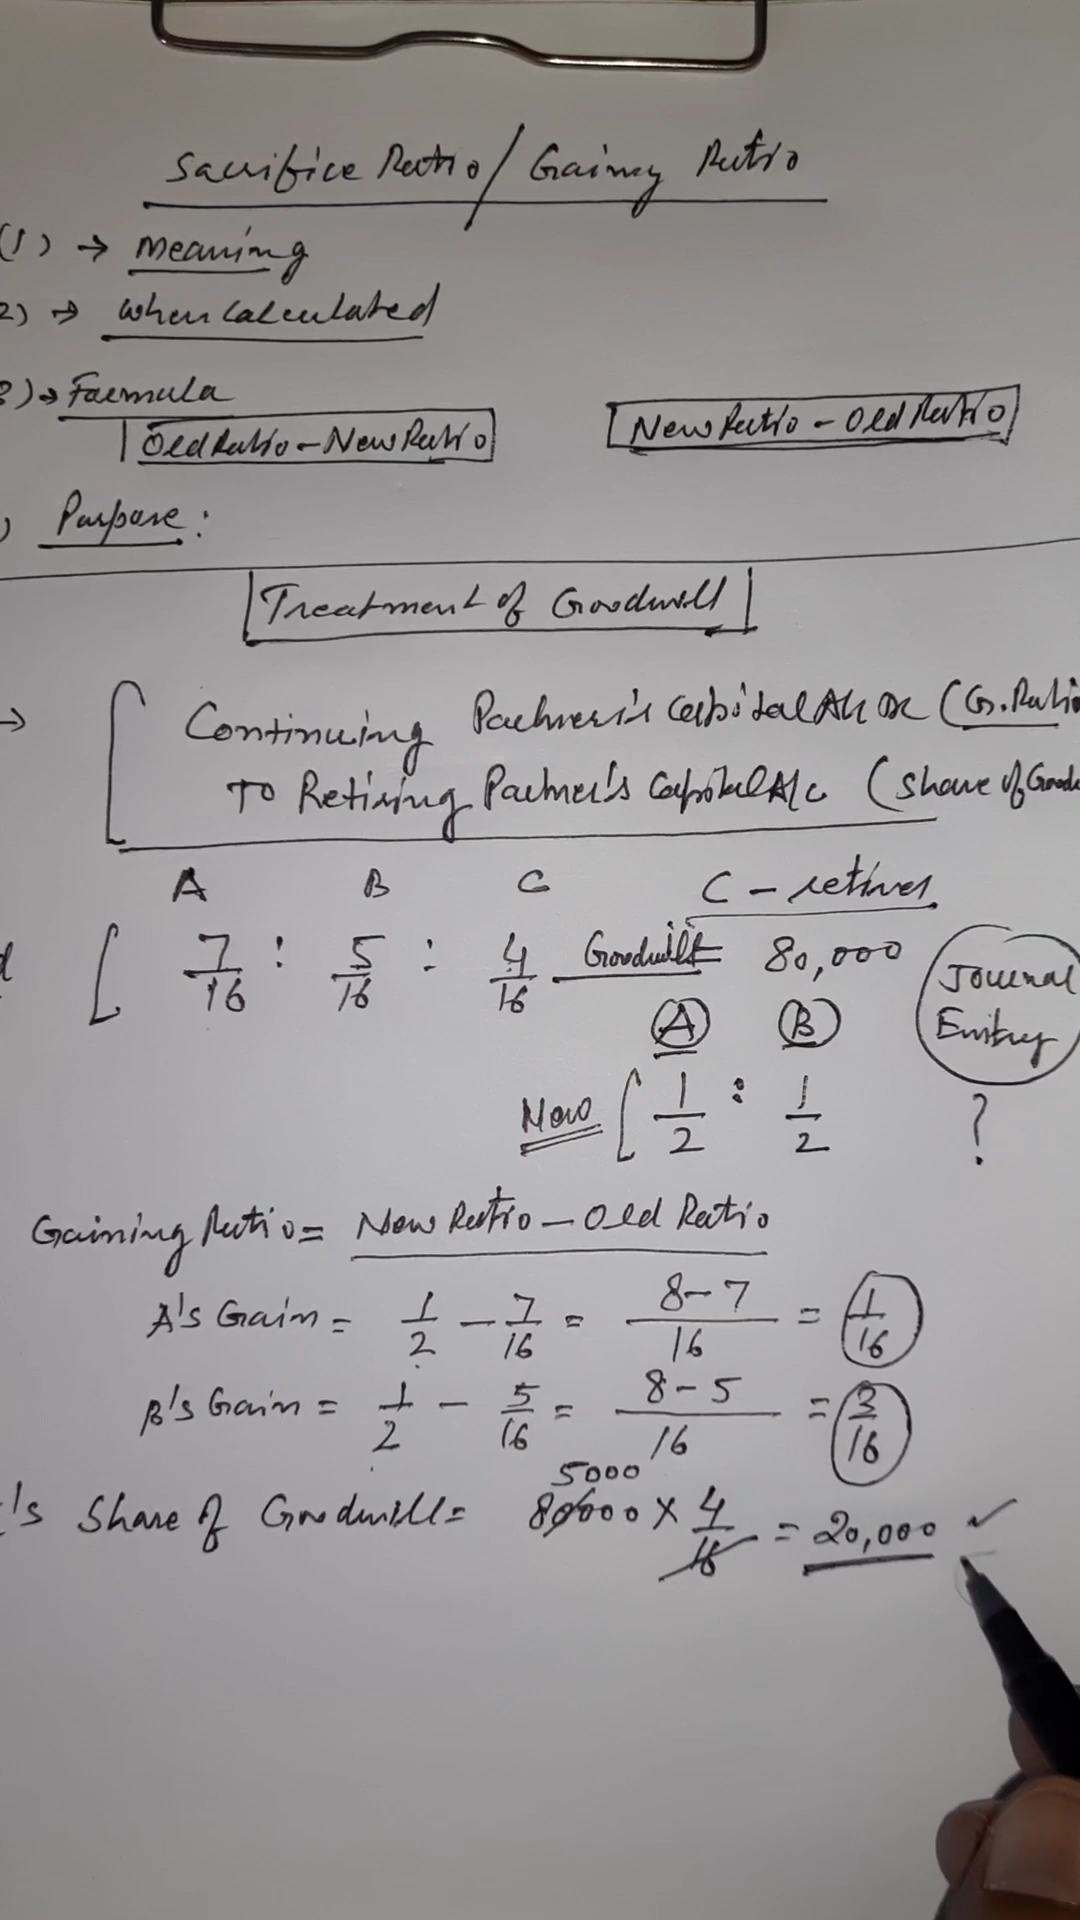 Sacrifice Ratio / Gaining Ratio
(1) → Meaning
2) → When Calculated
3) → Formula
Old Ratio - New Ratio
New Ratio - Old Ratio
) Purpose :
Treatment of Goodwill
→ Continuing Partner's Capital A/c Dr (G. Ratio
To Retiring Partner's Capital A/c (Share of Good
A B C C - retires
d [ 7/16 : 5/16 : 4/16 Goodwill = 80,000
Journal Entry ?
A B
New [ 1/2 : 1/2
Gaining Ratio = New Ratio - Old Ratio
A's Gain = 1/2 - 7/16 = 8-7/16 = 1/16
B's Gain = 1/2 - 5/16 = 8-5/16 = 3/16
5000
's Share of Goodwill = 80000 × 4/16 = 20,000 ✓